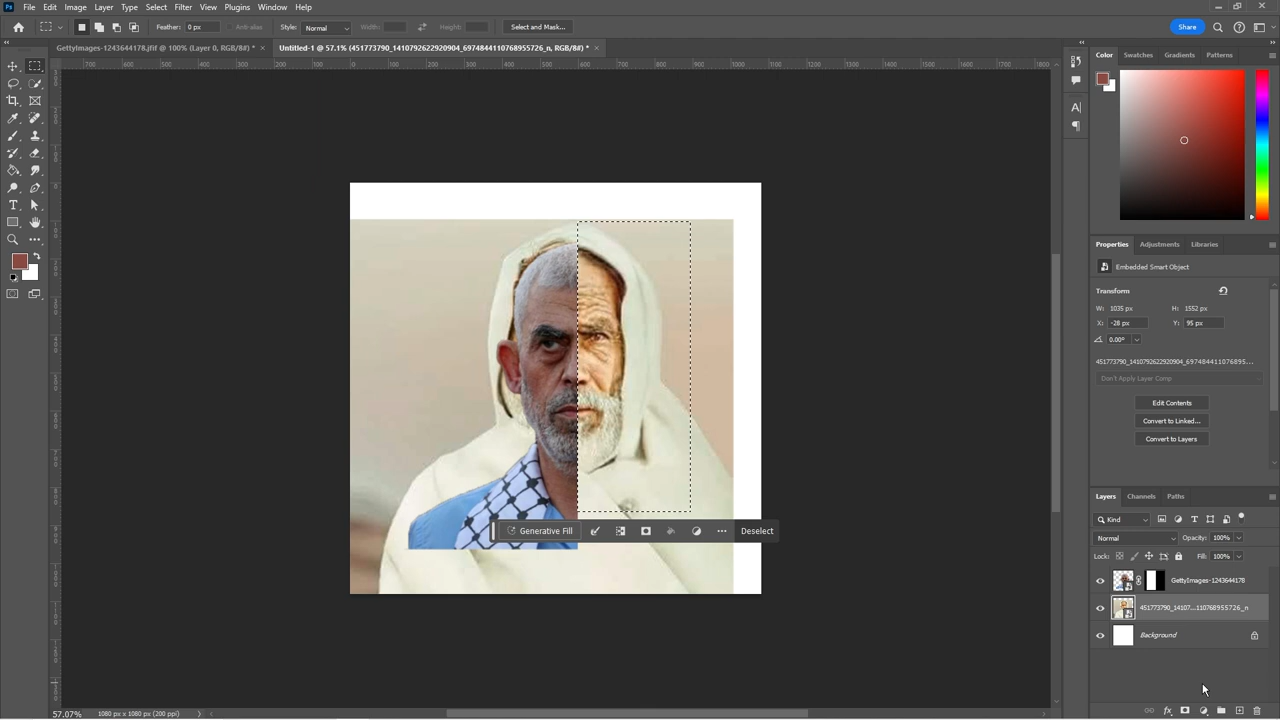 File Edit Image Layer Type Select Filter View Plugins Window Help
Feather: 0 px Anti-alias Style: Normal Width: Height: Select and Mask... Share
GettyImages-1243644178.jfif @ 100% (Layer 0, RGB/8#) * × Untitled-1 @ 57.1% (451773790_1410792622920904_6974844110768955726_n, RGB/8#) * ×
Color Swatches Gradients Patterns
Properties Adjustments Libraries
Embedded Smart Object
Transform
W: 1035 px H: 1552 px
X: -28 px Y: 95 px
0.00°
451773790_1410792622920904_697484411076895...
Don't Apply Layer Comp
Edit Contents
Convert to Linked...
Convert to Layers
Layers Channels Paths
Kind
Normal Opacity: 100%
Lock: Fill: 100%
GettyImages-1243644178
451773790_14107...110768955726_n
Background
Generative Fill Deselect
57.07% 1080 px x 1080 px (200 ppi)